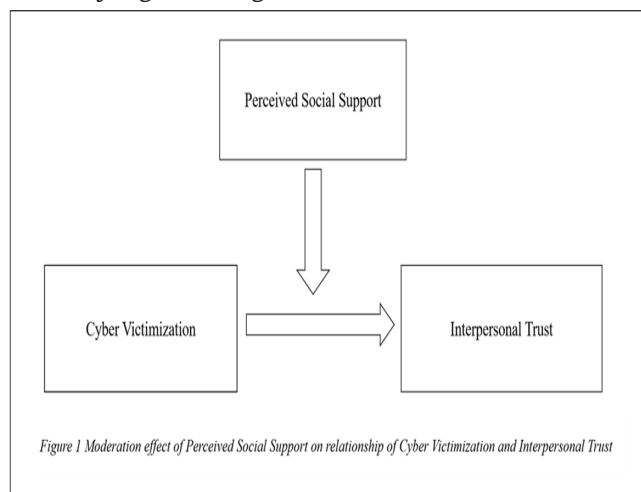 Perceived Social Support
Cyber Victimization
Interpersonal Trust
Figure 1 Moderation effect of Perceived Social Support on relationship of Cyber Victimization and Interpersonal Trust